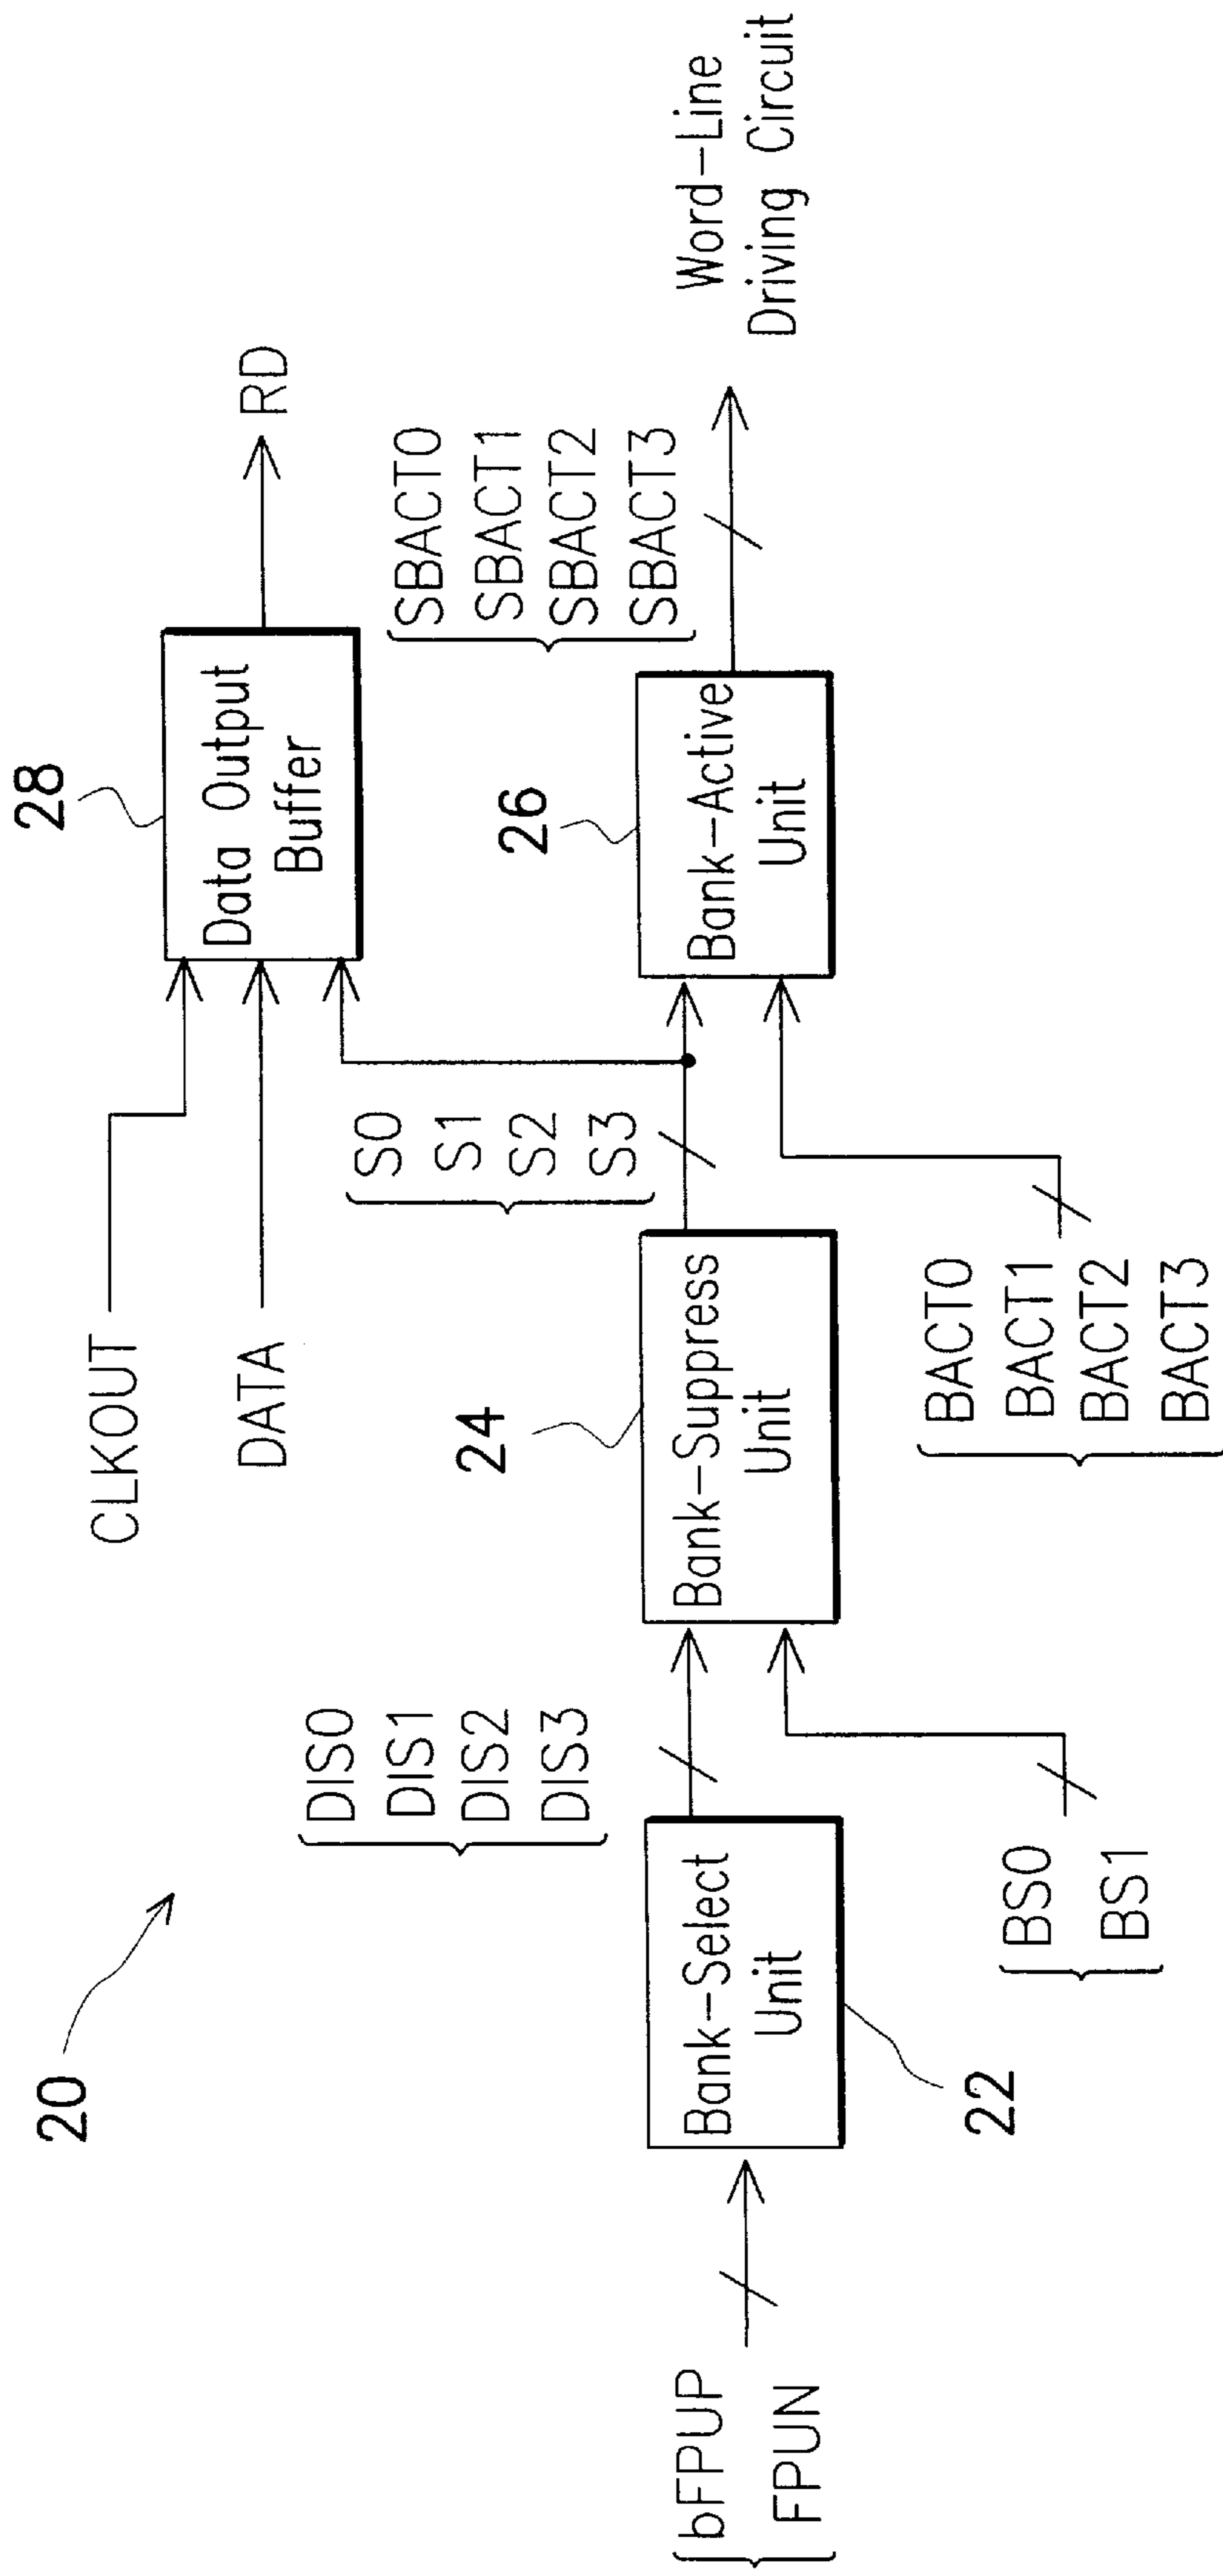 20
bFPUP
FPUN
Bank-Select
Unit
22
DIS0
DIS1
DIS2
DIS3
BS0
BS1
Bank-Suppress
Unit
24
CLKOUT
DATA
S0
S1
S2
S3
BACT0
BACT1
BACT2
BACT3
28
Data Output
Buffer
26
Bank-Active
Unit
RD
SBACT0
SBACT1
SBACT2
SBACT3
Word-Line
Driving Circuit